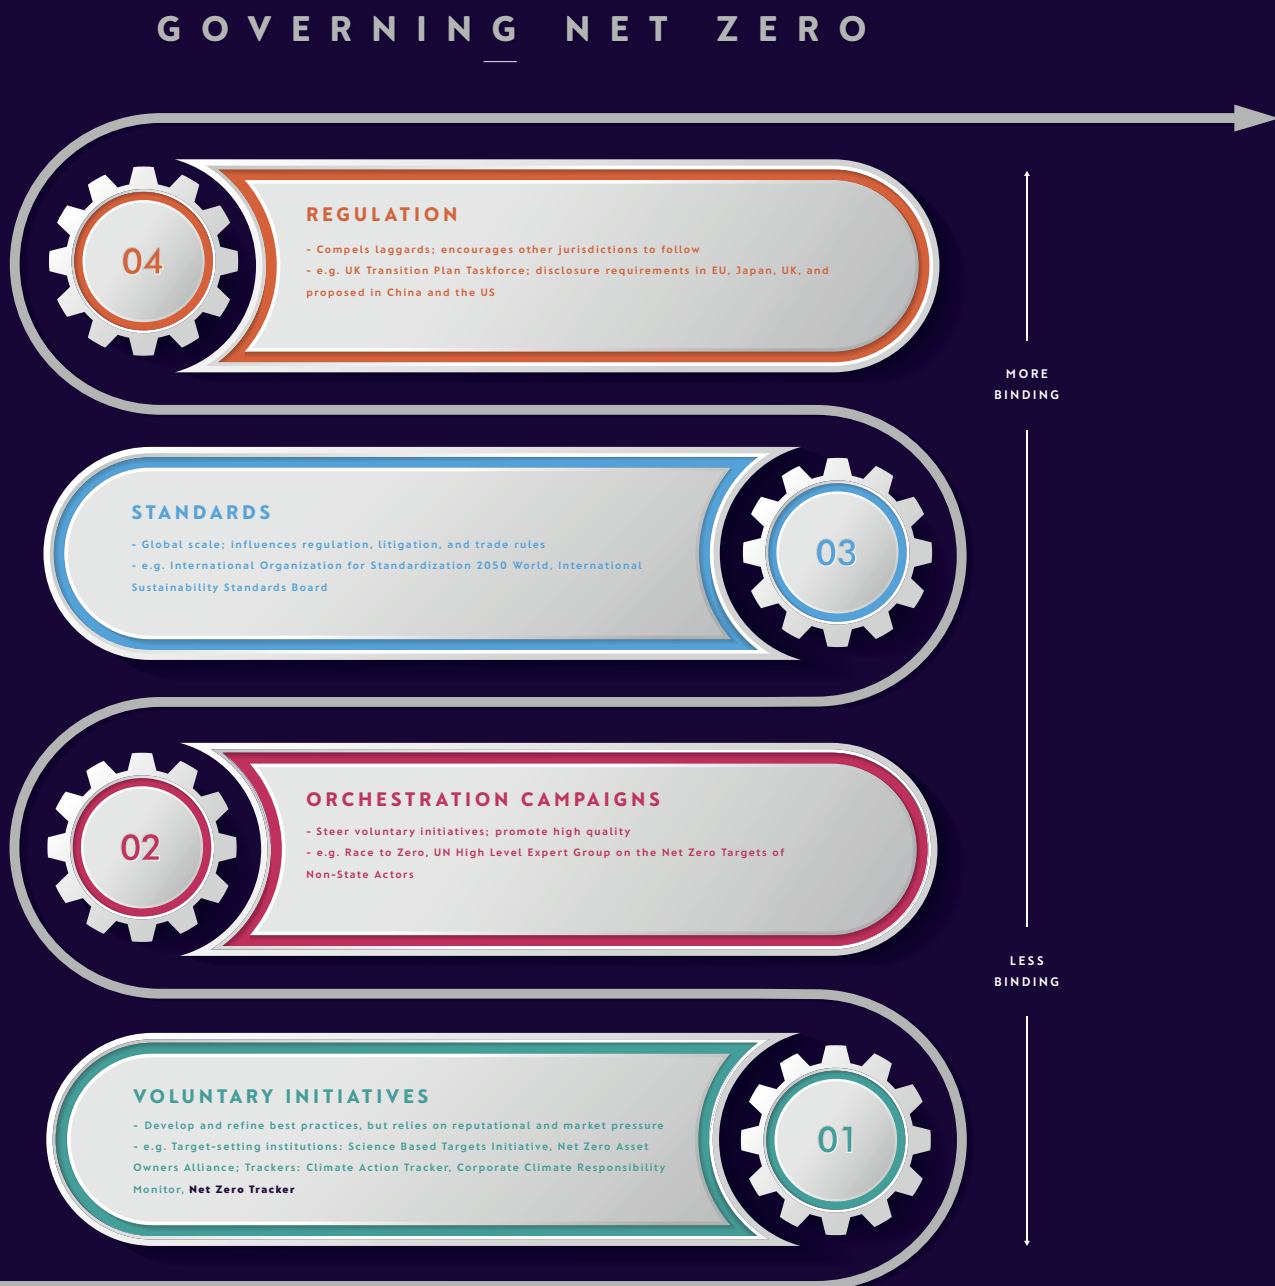 GOVERNING NET ZERO
04
REGULATION
- Compels laggards; encourages other jurisdictions to follow
- e.g. UK Transition Plan Taskforce; disclosure requirements in EU, Japan, UK, and
proposed in China and the US
MORE
BINDING
STANDARDS
- Global scale; influences regulation, litigation, and trade rules
- e.g. International Organization for Standardization 2050 World, International
Sustainability Standards Board
03
02
ORCHESTRATION CAMPAIGNS
- Steer voluntary initiatives; promote high quality
- e.g. Race to Zero, UN High Level Expert Group on the Net Zero Targets of
Non-State Actors
LESS
BINDING
VOLUNTARY INITIATIVES
- Develop and refine best practices, but relies on reputational and market pressure
- e.g. Target-setting institutions: Science Based Targets Initiative, Net Zero Asset
Owners Alliance; Trackers: Climate Action Tracker, Corporate Climate Responsibility
Monitor, Net Zero Tracker
01